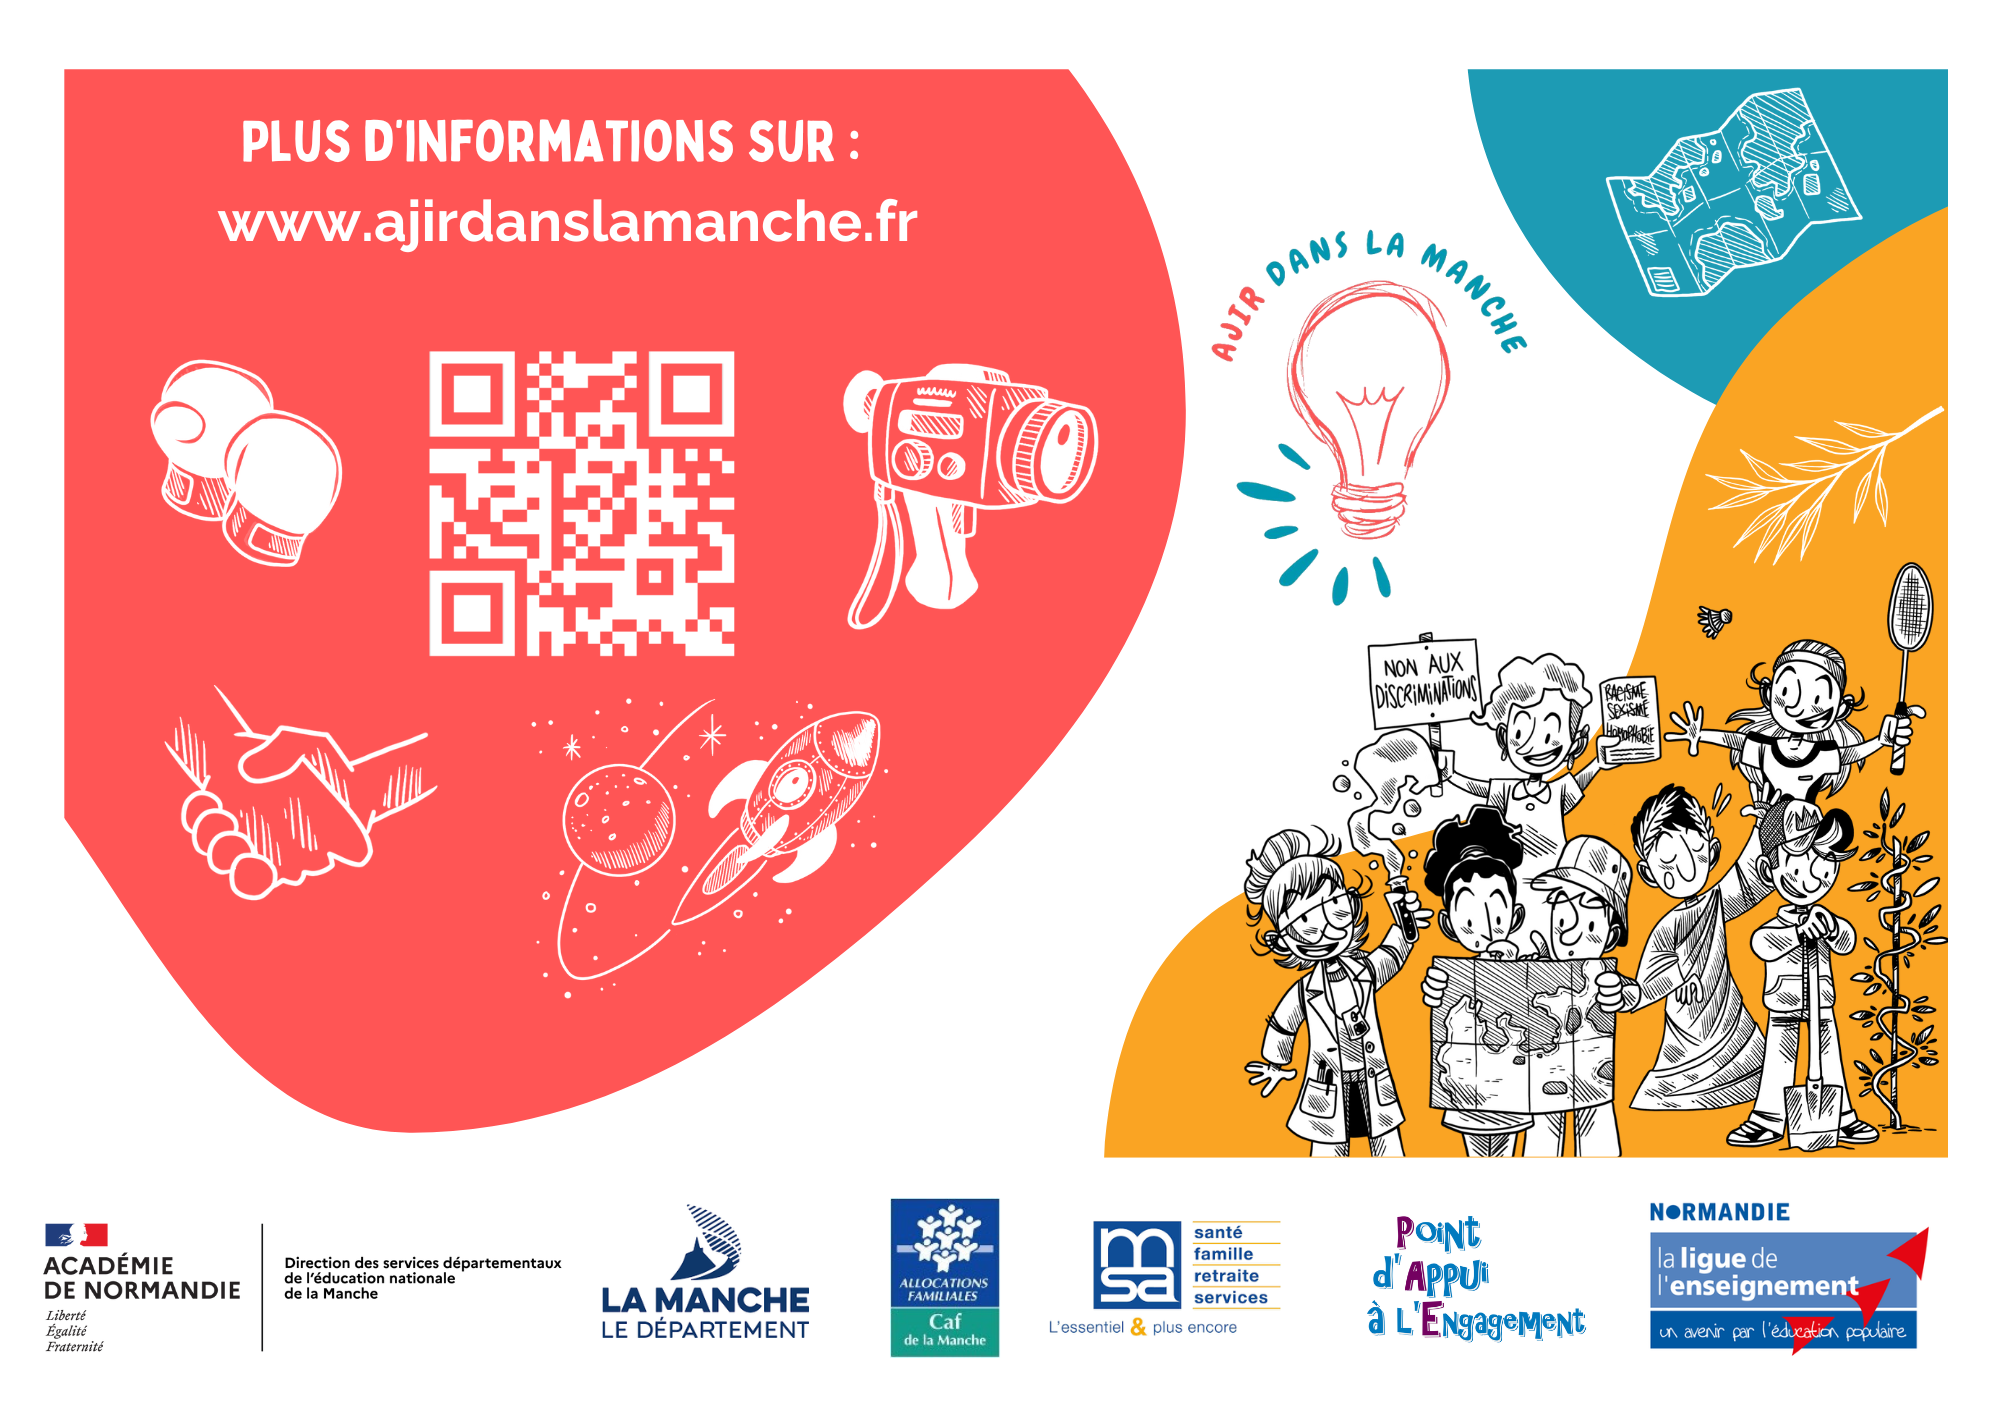 PLUS D'INFORMATIONS SUR :
www.ajirdanslamanche.fr
AJIR DANS LA MANCHE
NON AUX
DISCRIMINATIONS
RACISME
SEXISME
HOMOPHOBIE
ACADÉMIE
DE NORMANDIE
Liberté
Égalité
Fraternité
Direction des services départementaux
de l'éducation nationale
de la Manche
LA MANCHE
LE DÉPARTEMENT
ALLOCATIONS
FAMILIALES
Caf
de la Manche
msa
santé
famille
retraite
services
L'essentiel & plus encore
Point
d'Appui
à l'Engagement
NORMANDIE
la ligue de
l'enseignement
un avenir par l'éducation populaire